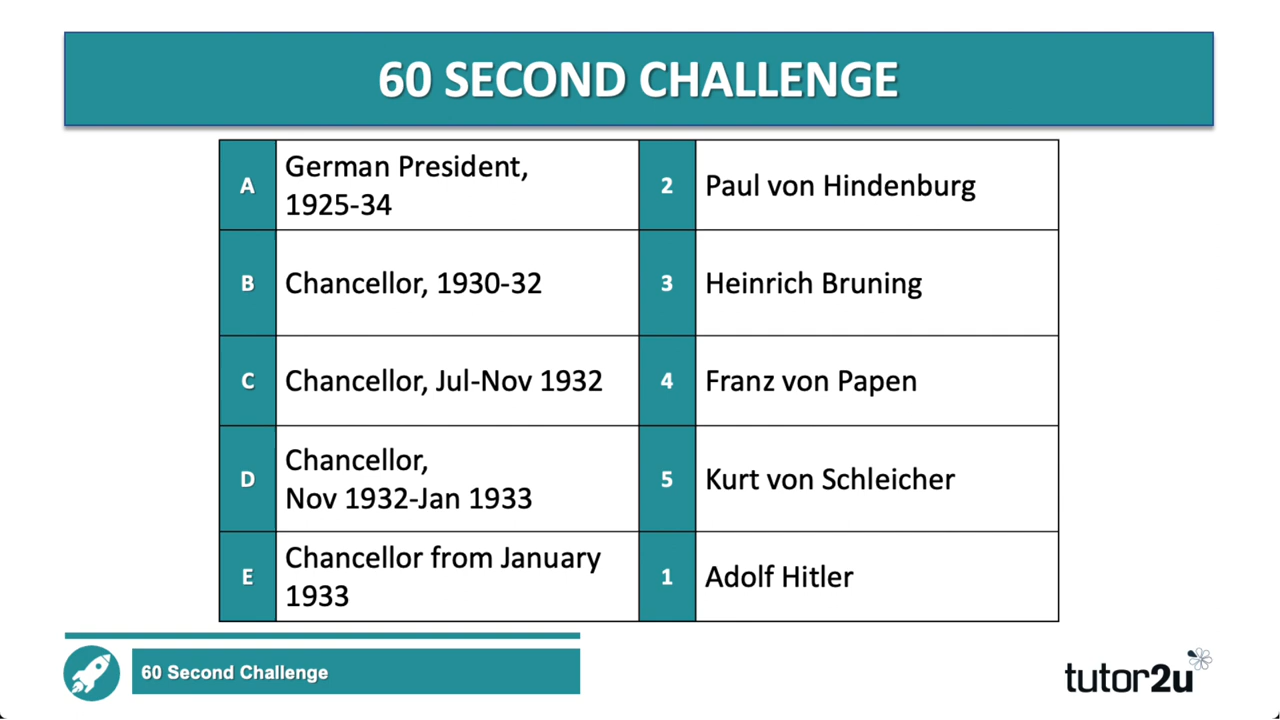 60 SECOND CHALLENGE
A
German President,
1925-34
2
Paul von Hindenburg
B
Chancellor, 1930-32
3
Heinrich Bruning
C
Chancellor, Jul-Nov 1932
4
Franz von Papen
D
Chancellor,
Nov 1932-Jan 1933
5
Kurt von Schleicher
E
Chancellor from January
1933
1
Adolf Hitler
60 Second Challenge
tutor2u